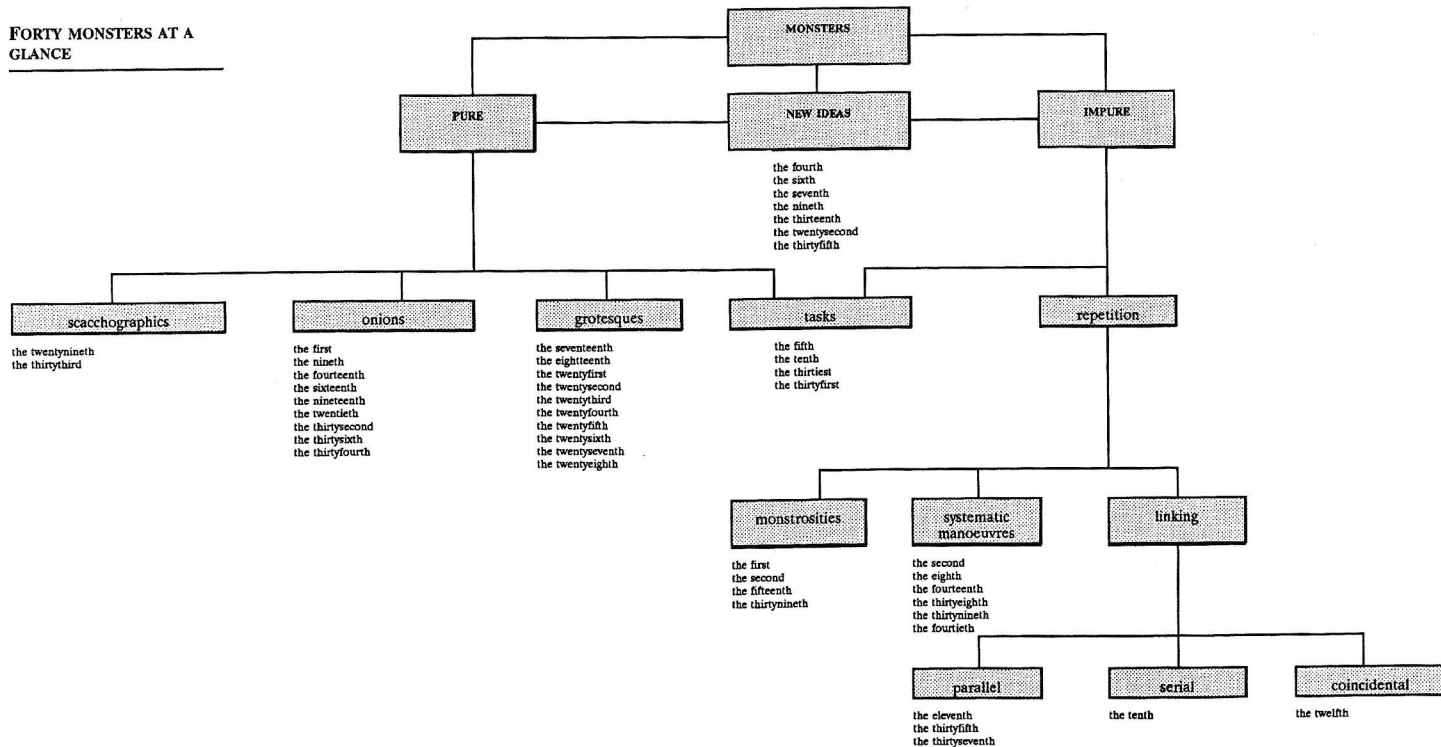 FORTY MONSTERS AT A
GLANCE
MONSTERS
PURE
NEW IDEAS
IMPURE
the fourth
the sixth
the seventh
the nineth
the thirteenth
the twentysecond
the thirtyfifth
scacchographics
the twentynineth
the thirtythird
onions
the first
the nineth
the fourteenth
the sixteenth
the nineteenth
the twentieth
the thirtysecond
the thirtysixth
the thirtyfourth
grotesques
the seventeenth
the eightteenth
the twentyfirst
the twentysecond
the twentythird
the twentyfourth
the twentyfifth
the twentysixth
the twentyseventh
the twentyeighth
tasks
the fifth
the tenth
the thirtiest
the thirtyfirst
repetition
monstrosities
the first
the second
the fifteenth
the thirtynineth
systematic
manoeuvres
the second
the eighth
the fourteenth
the thirtyeighth
the thirtynineth
the fourtieth
linking
parallel
the eleventh
the thirtyfifth
the thirtyseventh
serial
the tenth
coincidental
the twelfth